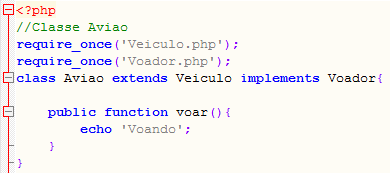 <?php
//Classe Aviao
require_once('Veiculo.php');
require_once('Voador.php');
class Aviao extends Veiculo implements Voador{
public function voar(){
echo 'Voando';
}
}